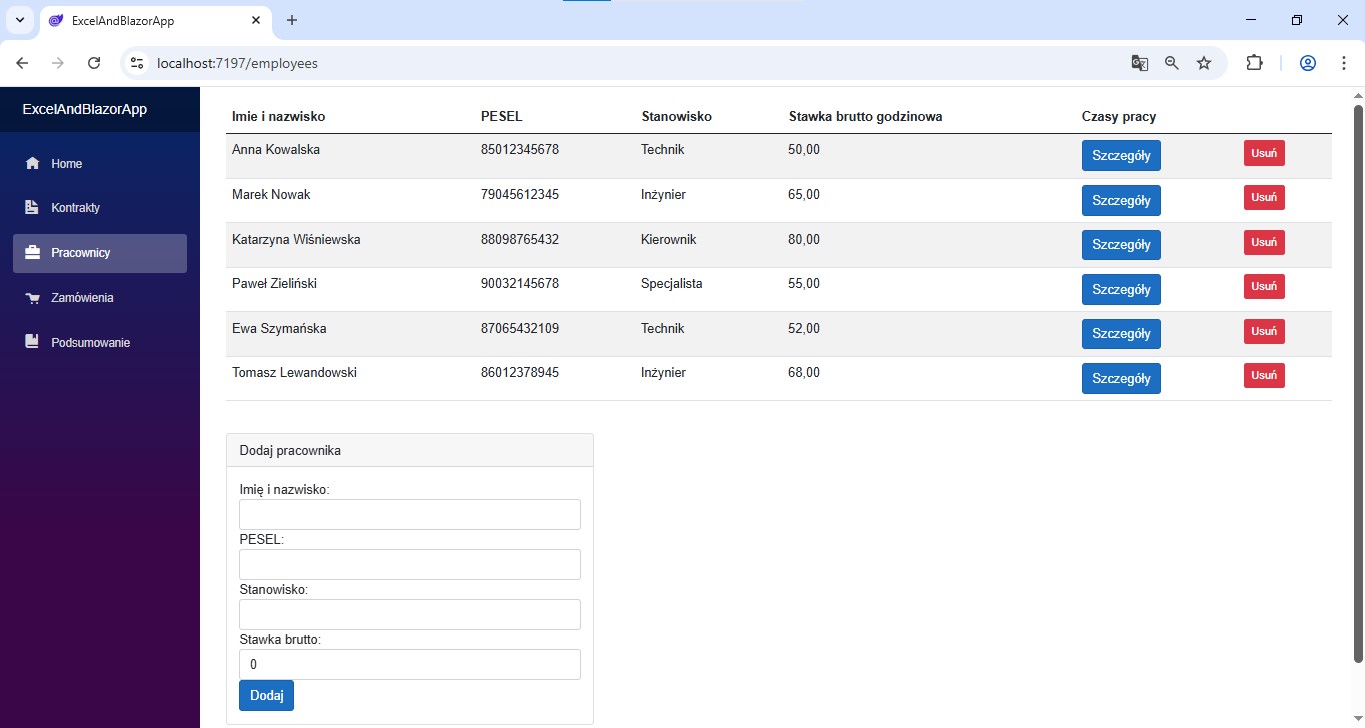 ExcelAndBlazorApp
localhost:7197/employees
ExcelAndBlazorApp
Home
Kontrakty
Pracownicy
Zamówienia
Podsumowanie
Imie i nazwisko PESEL Stanowisko Stawka brutto godzinowa Czasy pracy
Anna Kowalska 85012345678 Technik 50,00 Szczegóły Usuń
Marek Nowak 79045612345 Inżynier 65,00 Szczegóły Usuń
Katarzyna Wiśniewska 88098765432 Kierownik 80,00 Szczegóły Usuń
Paweł Zieliński 90032145678 Specjalista 55,00 Szczegóły Usuń
Ewa Szymańska 87065432109 Technik 52,00 Szczegóły Usuń
Tomasz Lewandowski 86012378945 Inżynier 68,00 Szczegóły Usuń
Dodaj pracownika
Imię i nazwisko:
PESEL:
Stanowisko:
Stawka brutto:
0
Dodaj